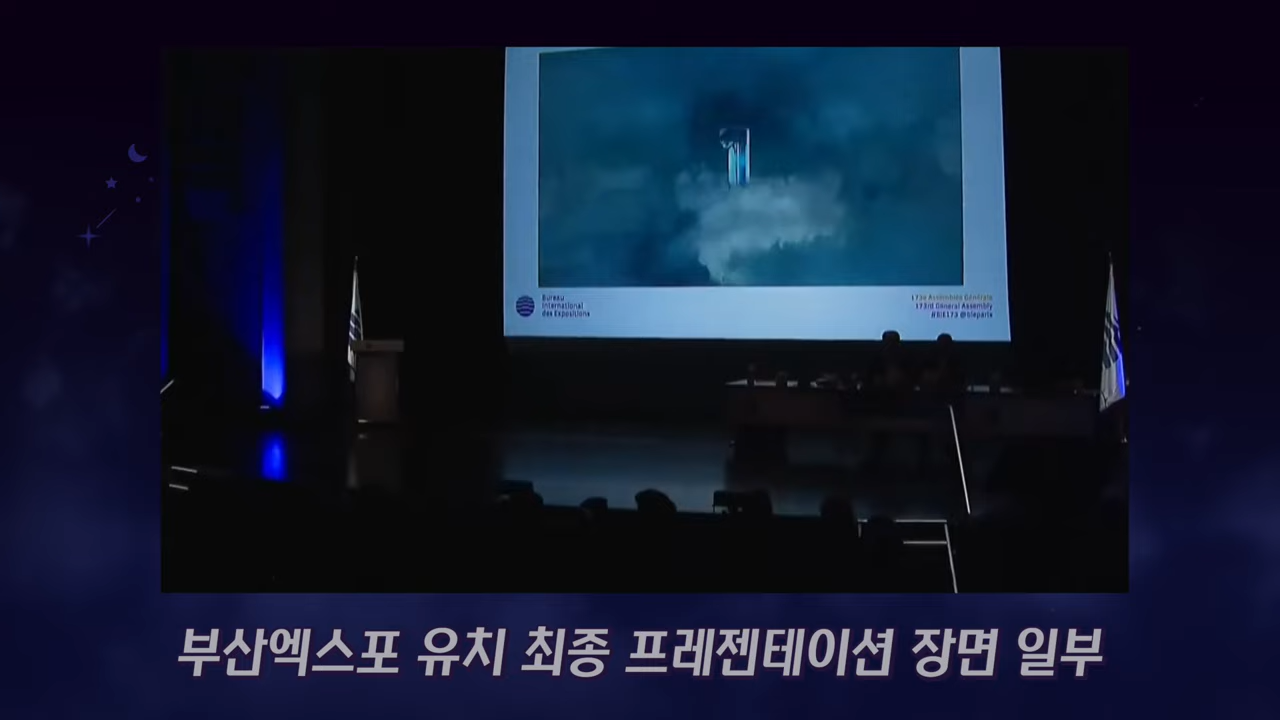 Bureau
International
des Expositions
173e Assemblée Générale
173rd General Assembly
#BIE173 @bieparis
부산엑스포 유치 최종 프레젠테이션 장면 일부